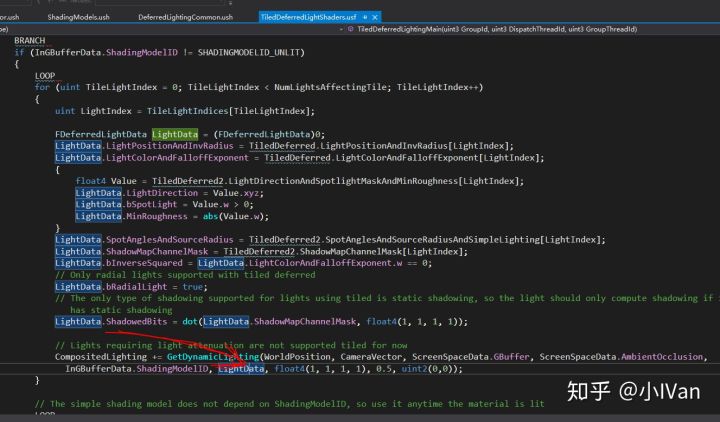 or.ush ShadingModels.ush DeferredLightingCommon.ush TiledDeferredLightShaders.usf
TiledDeferredLightingMain(uint3 GroupId, uint3 DispatchThreadId, uint3 GroupThreadId)
BRANCH
if (InGBufferData.ShadingModelID != SHADINGMODELID_UNLIT)
{
LOOP
for (uint TileLightIndex = 0; TileLightIndex < NumLightsAffectingTile; TileLightIndex++)
{
uint LightIndex = TileLightIndices[TileLightIndex];
FDeferredLightData LightData = (FDeferredLightData)0;
LightData.LightPositionAndInvRadius = TiledDeferred.LightPositionAndInvRadius[LightIndex];
LightData.LightColorAndFalloffExponent = TiledDeferred.LightColorAndFalloffExponent[LightIndex];
{
float4 Value = TiledDeferred2.LightDirectionAndSpotlightMaskAndMinRoughness[LightIndex];
LightData.LightDirection = Value.xyz;
LightData.bSpotLight = Value.w > 0;
LightData.MinRoughness = abs(Value.w);
}
LightData.SpotAnglesAndSourceRadius = TiledDeferred2.SpotAnglesAndSourceRadiusAndSimpleLighting[LightIndex];
LightData.ShadowMapChannelMask = TiledDeferred2.ShadowMapChannelMask[LightIndex];
LightData.bInverseSquared = LightData.LightColorAndFalloffExponent.w == 0;
// Only radial lights supported with tiled deferred
LightData.bRadialLight = true;
// The only type of shadowing supported for lights using tiled is static shadowing, so the light should only compute shadowing if
has static shadowing
LightData.ShadowedBits = dot(LightData.ShadowMapChannelMask, float4(1, 1, 1, 1));
// Lights requiring light attenuation are not supported tiled for now
CompositedLighting += GetDynamicLighting(WorldPosition, CameraVector, ScreenSpaceData.GBuffer, ScreenSpaceData.AmbientOcclusion,
InGBufferData.ShadingModelID, LightData, float4(1, 1, 1, 1), 0.5, uint2(0,0));
}
知乎 @小IVan
// The simple shading model does not depend on ShadingModelID, so use it anytime the material is lit
LOOP